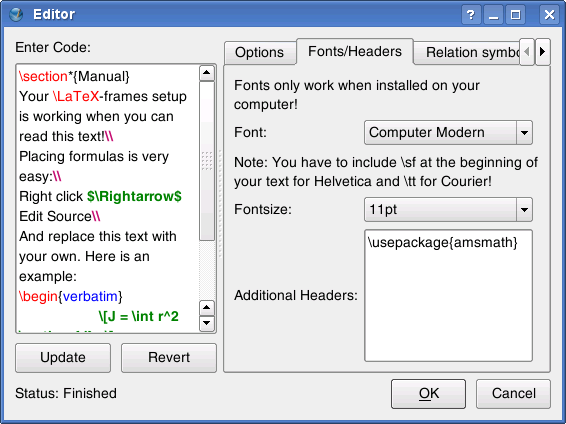 Editor
Enter Code:
\section*{Manual}
Your \LaTeX-frames setup
is working when you can
read this text!\\
Placing formulas is very
easy:\\
Right click $\Rightarrow$
Edit Source\\
And replace this text with
your own. Here is an
example:
\begin{verbatim}
\[J = \int r^2
Update
Revert
Status: Finished
Options
Fonts/Headers
Relation symbo
Fonts only work when installed on your
computer!
Font:
Computer Modern
Note: You have to include \sf at the beginning of
your text for Helvetica and \tt for Courier!
Fontsize:
11pt
Additional Headers:
\usepackage{amsmath}
OK
Cancel